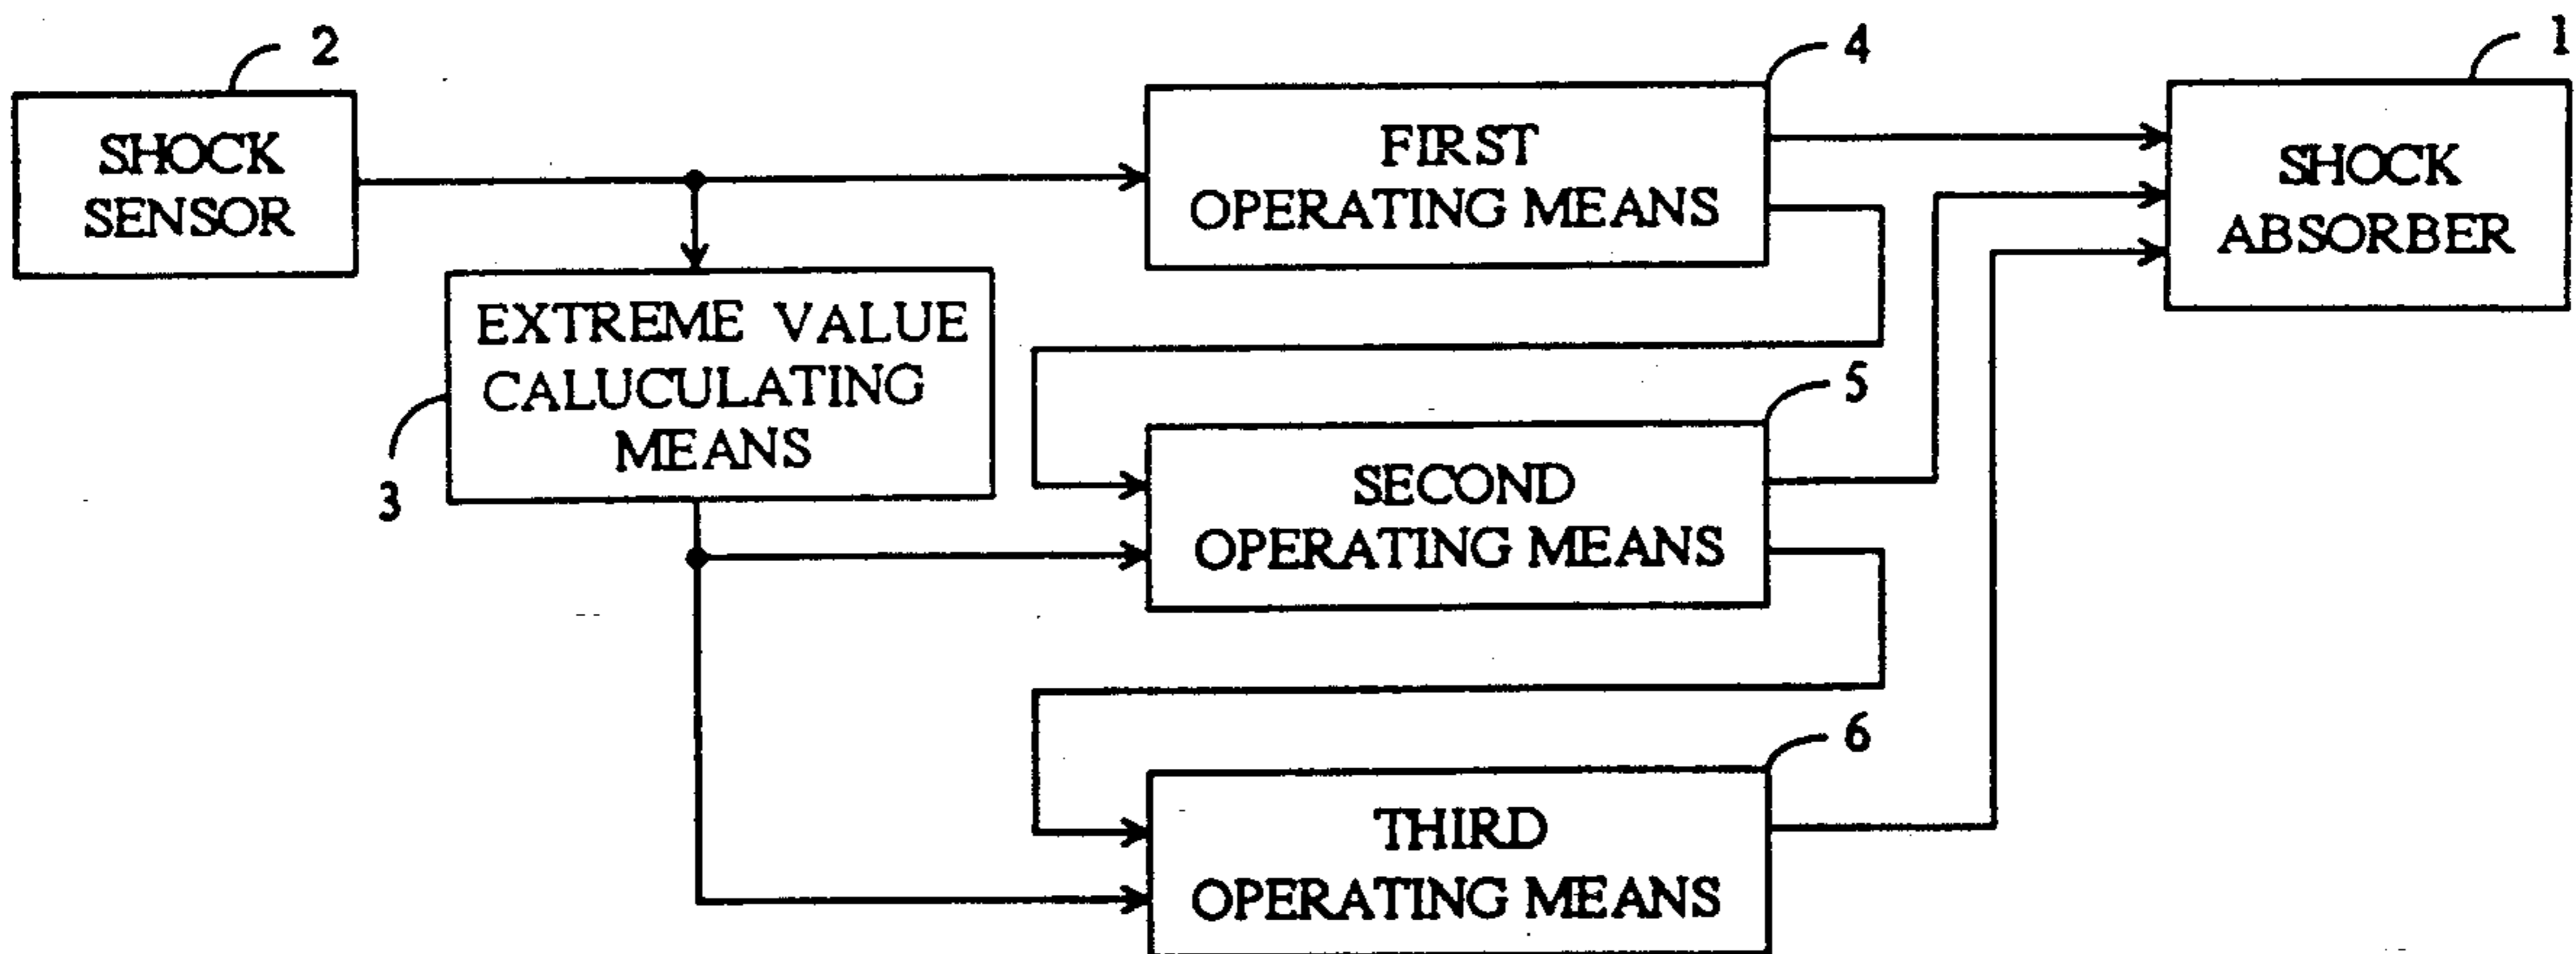 2
SHOCK
SENSOR
4
FIRST
OPERATING MEANS
1
SHOCK
ABSORBER
3
EXTREME VALUE
CALUCULATING
MEANS
5
SECOND
OPERATING MEANS
6
THIRD
OPERATING MEANS